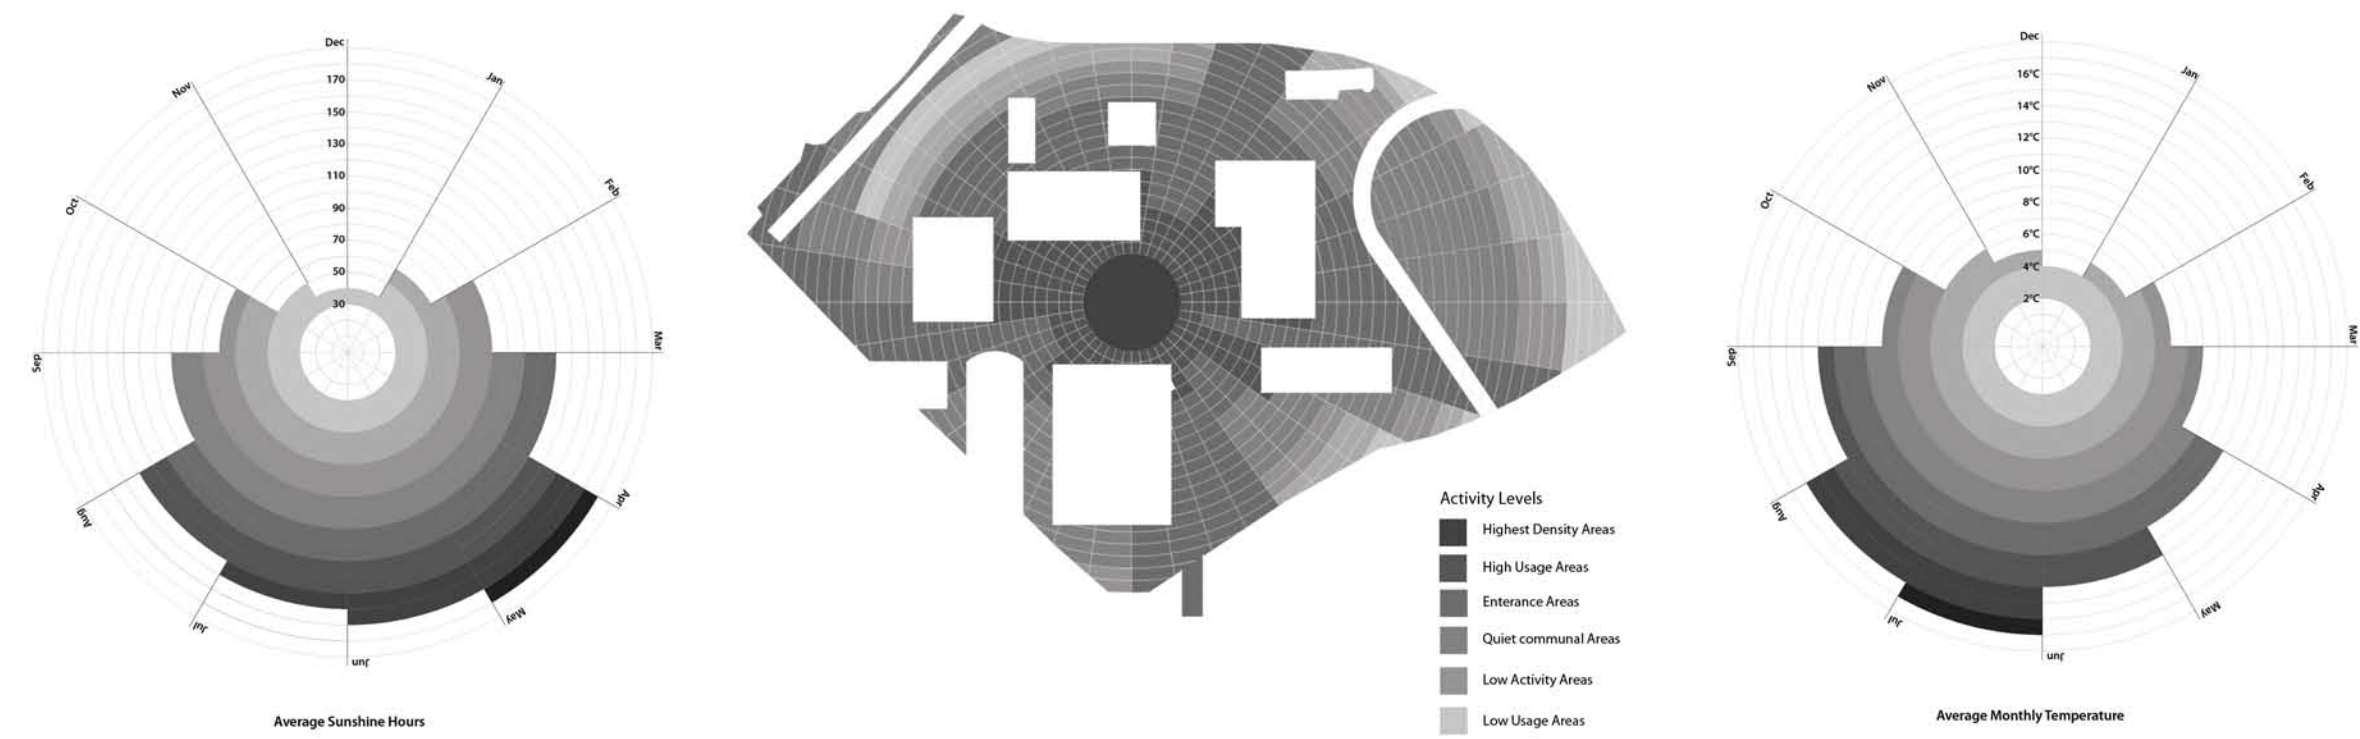 Dec
Jan
Feb
Mar
Apr
May
Jun
Jul
Aug
Sep
Oct
Nov
170
150
130
110
90
70
50
30
Average Sunshine Hours
Activity Levels
Highest Density Areas
High Usage Areas
Enterance Areas
Quiet communal Areas
Low Activity Areas
Low Usage Areas
Dec
Jan
Feb
Mar
Apr
May
Jun
Jul
Aug
Sep
Oct
Nov
16°C
14°C
12°C
10°C
8°C
6°C
4°C
2°C
Average Monthly Temperature